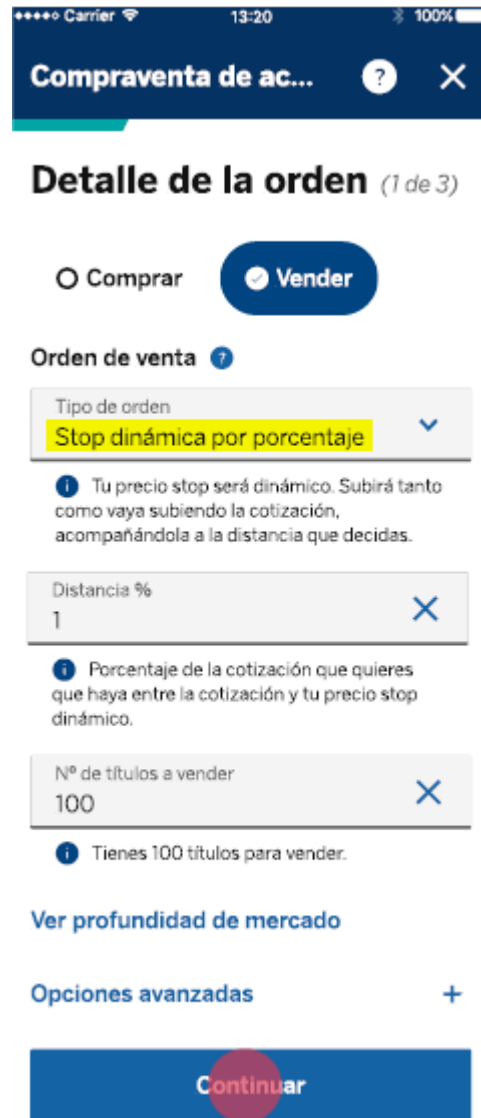 Carrier 13:20 100%
Compraventa de ac... ?
Detalle de la orden (1 de 3)
Comprar Vender
Orden de venta ?
Tipo de orden
Stop dinámica por porcentaje
i Tu precio stop será dinámico. Subirá tanto
como vaya subiendo la cotización,
acompañándola a la distancia que decidas.
Distancia %
1
i Porcentaje de la cotización que quieres
que haya entre la cotización y tu precio stop
dinámico.
Nº de títulos a vender
100
i Tienes 100 títulos para vender.
Ver profundidad de mercado
Opciones avanzadas +
Continuar